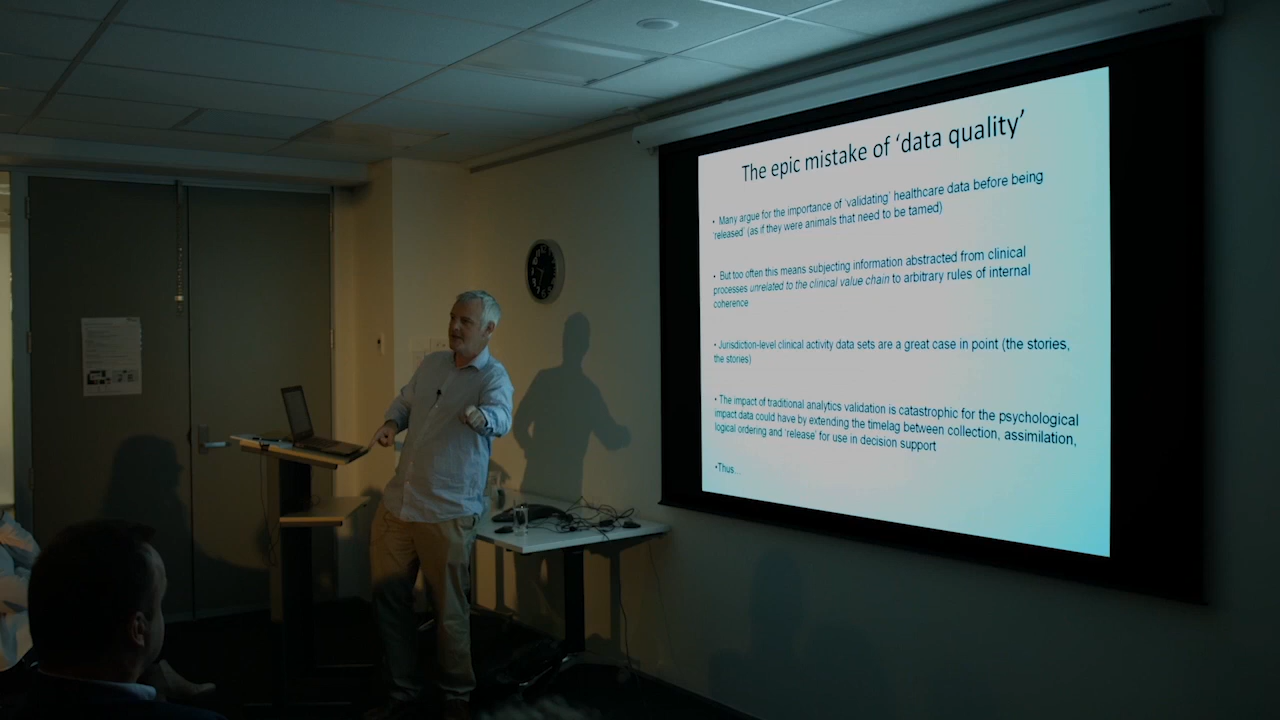 The epic mistake of ‘data quality’
• Many argue for the importance of ‘validating’ healthcare data before being
‘released’ (as if they were animals that need to be tamed)
• But too often this means subjecting information abstracted from clinical
processes unrelated to the clinical value chain to arbitrary rules of internal
coherence
• Jurisdiction-level clinical activity data sets are a great case in point (the stories,
the stories)
• The impact of traditional analytics validation is catastrophic for the psychological
impact data could have by extending the timelag between collection, assimilation,
logical ordering and ‘release’ for use in decision support
•Thus...